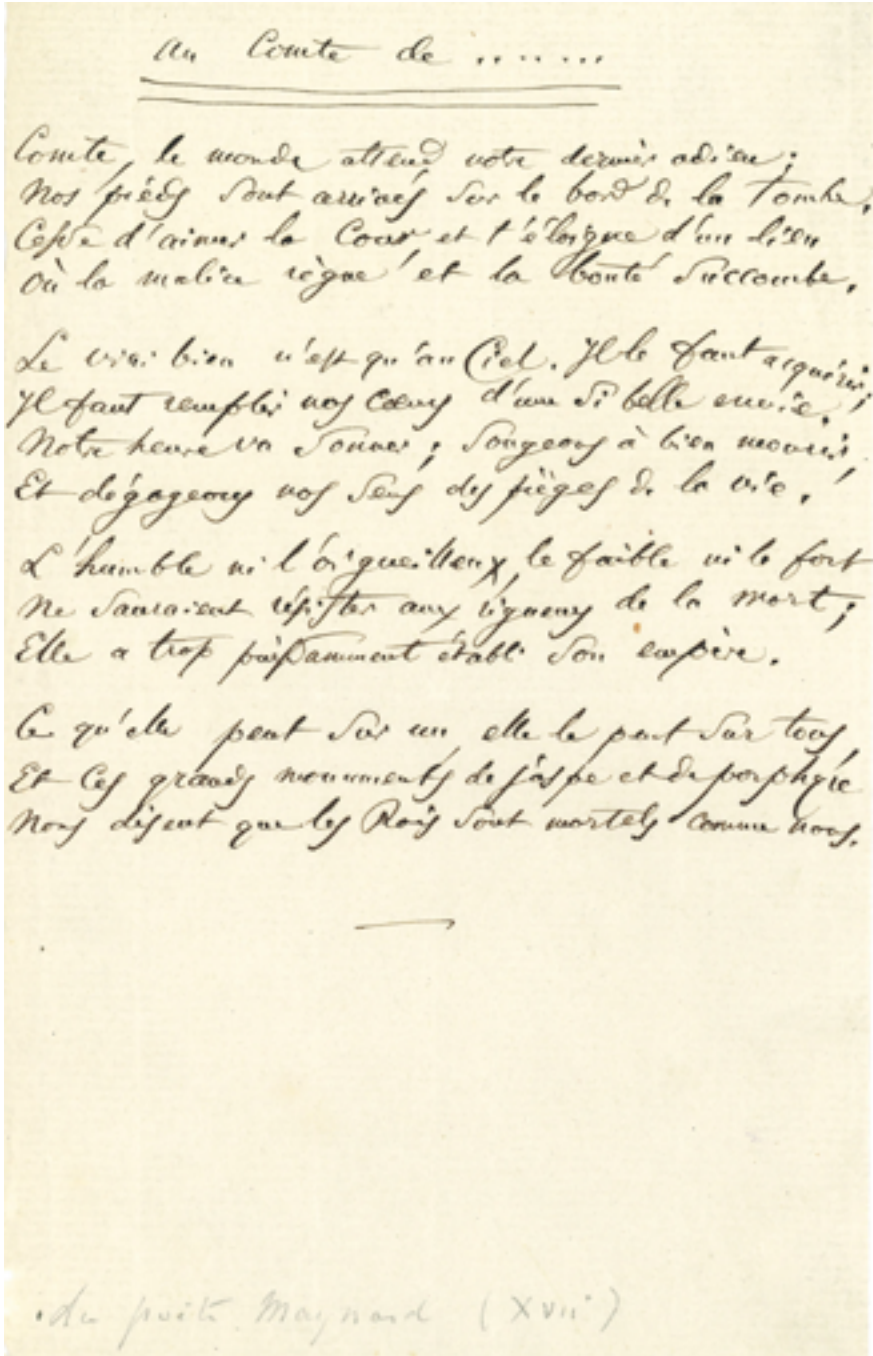 Au Comte de .......
Comte, le monde attend notre dernier adieu ;
Nos pieds sont arrivés sur le bord de la tombe,
Cesse d'aimer la Cour et t'éloigne d'un lieu
Où la malice règne et la bonté succombe.
Le vrai bien n'est qu'au Ciel. Il le faut acquérir ;
Il faut remplir nos cœurs d'une si belle envie.
Notre heure va sonner ; songeons à bien mourir,
Et dégageons nos sens des pièges de la vie.
L'humble ni l'orgueilleux, le faible ni le fort
Ne sauraient résister aux rigueurs de la mort ;
Elle a trop puissamment établi son empire.
Ce qu'elle peut sur un, elle le peut sur tous,
Et ces grands monuments de jaspe et de porphyre
Nous disent que les Rois sont mortels comme nous.
du poète Maynard (XVIIe)